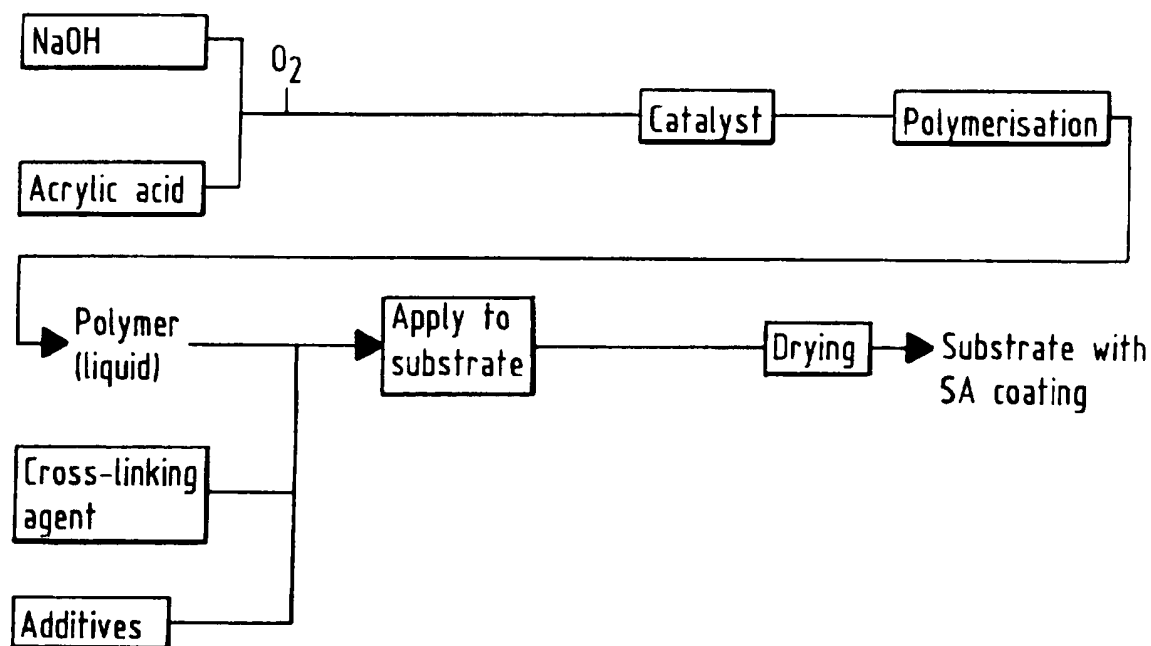 NaOH
O2
Catalyst
Polymerisation
Acrylic acid
Polymer
(liquid)
Apply to
substrate
Drying
Substrate with
SA coating
Cross-linking
agent
Additives